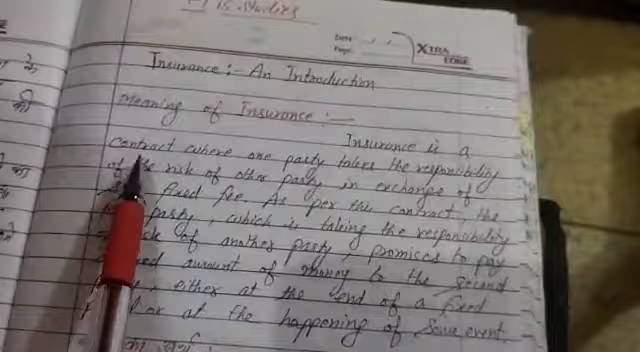 15. Studies
Date
Page
XTRA
CORE
Insurance :- An Introduction
Meaning of Insurance :-
Insurance is a
contract where one party takes the responsibility
of the risk of other party in exchange of
fixed fee. As per this contract, the
party, which is taking the responsibility
of another party, promises to pay
amount of money to the second
, either at the end of a fixed
or at the happening of some event.
के
की